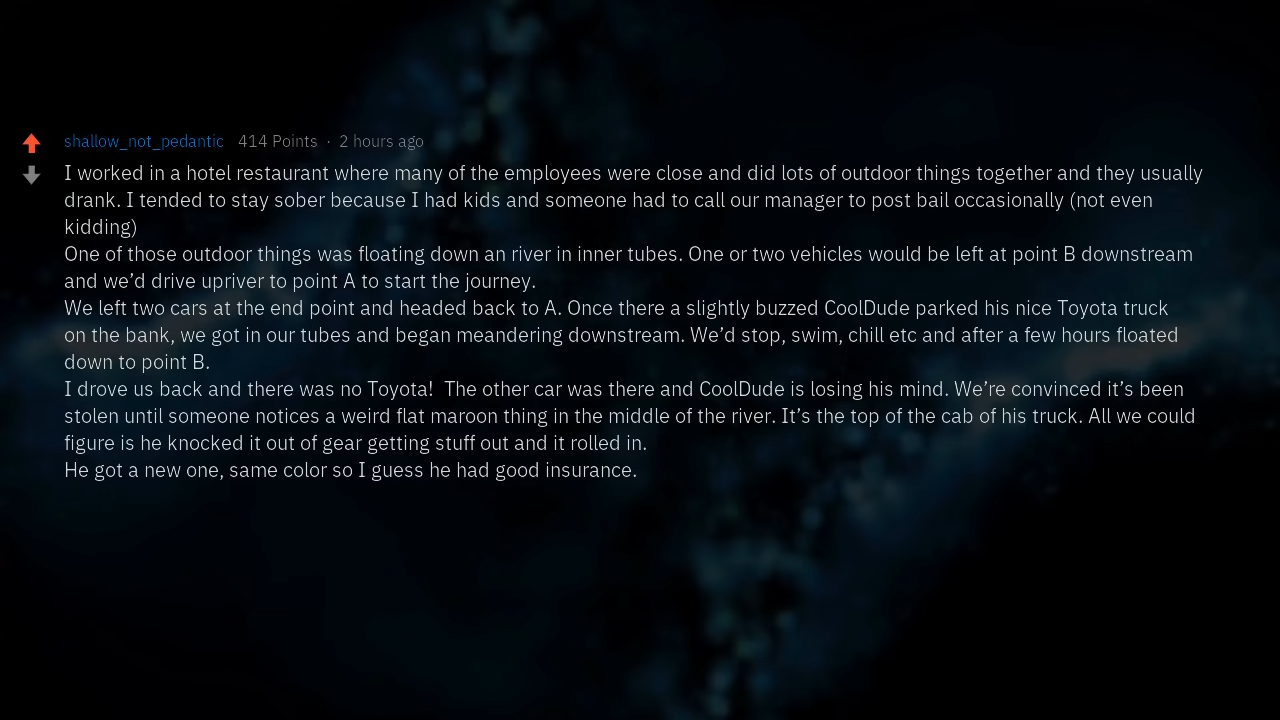 shallow_not_pedantic 414 Points · 2 hours ago
I worked in a hotel restaurant where many of the employees were close and did lots of outdoor things together and they usually
drank. I tended to stay sober because I had kids and someone had to call our manager to post bail occasionally (not even
kidding)
One of those outdoor things was floating down an river in inner tubes. One or two vehicles would be left at point B downstream
and we’d drive upriver to point A to start the journey.
We left two cars at the end point and headed back to A. Once there a slightly buzzed CoolDude parked his nice Toyota truck
on the bank, we got in our tubes and began meandering downstream. We’d stop, swim, chill etc and after a few hours floated
down to point B.
I drove us back and there was no Toyota!  The other car was there and CoolDude is losing his mind. We’re convinced it’s been
stolen until someone notices a weird flat maroon thing in the middle of the river. It’s the top of the cab of his truck. All we could
figure is he knocked it out of gear getting stuff out and it rolled in.
He got a new one, same color so I guess he had good insurance.